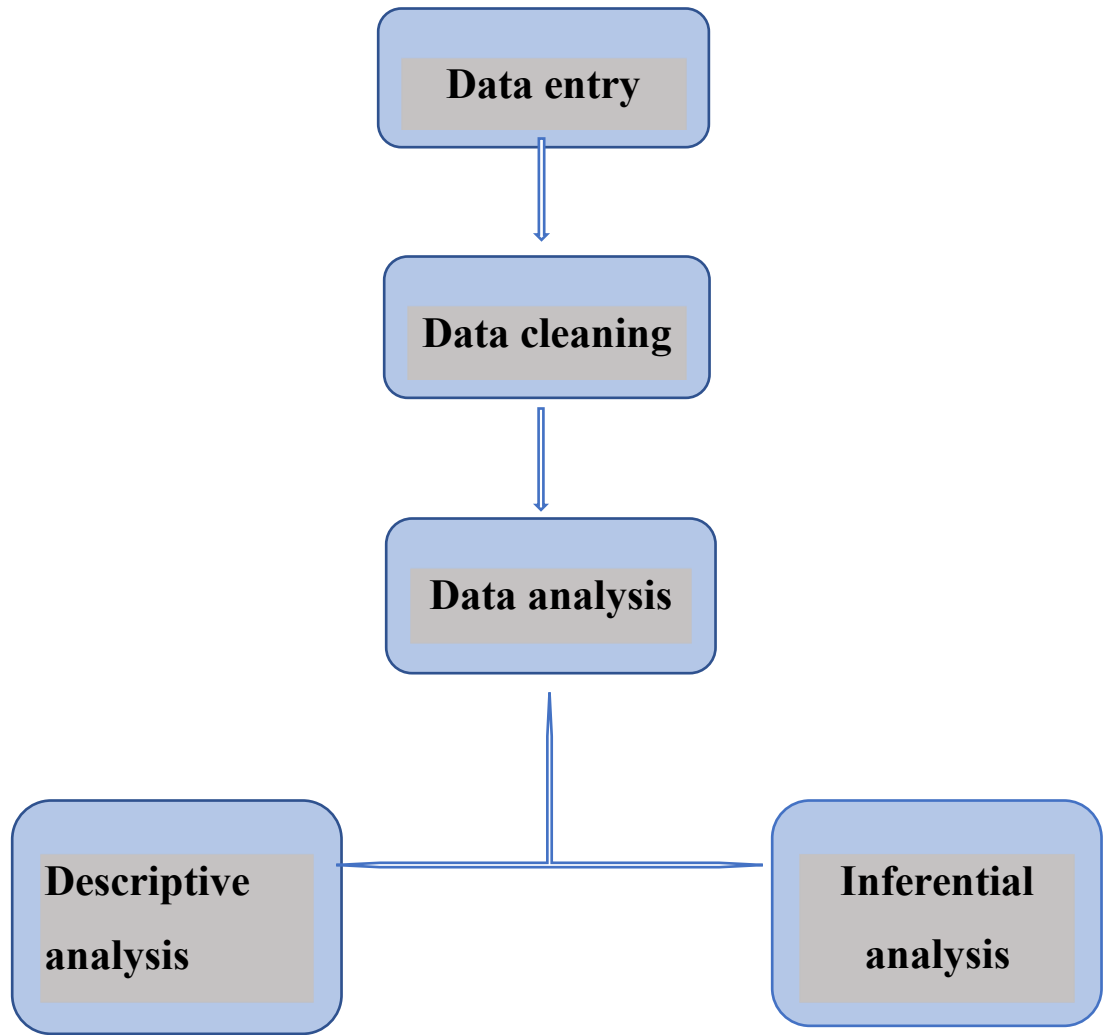 Data entry
Data cleaning
Data analysis
Descriptive
analysis
Inferential
analysis